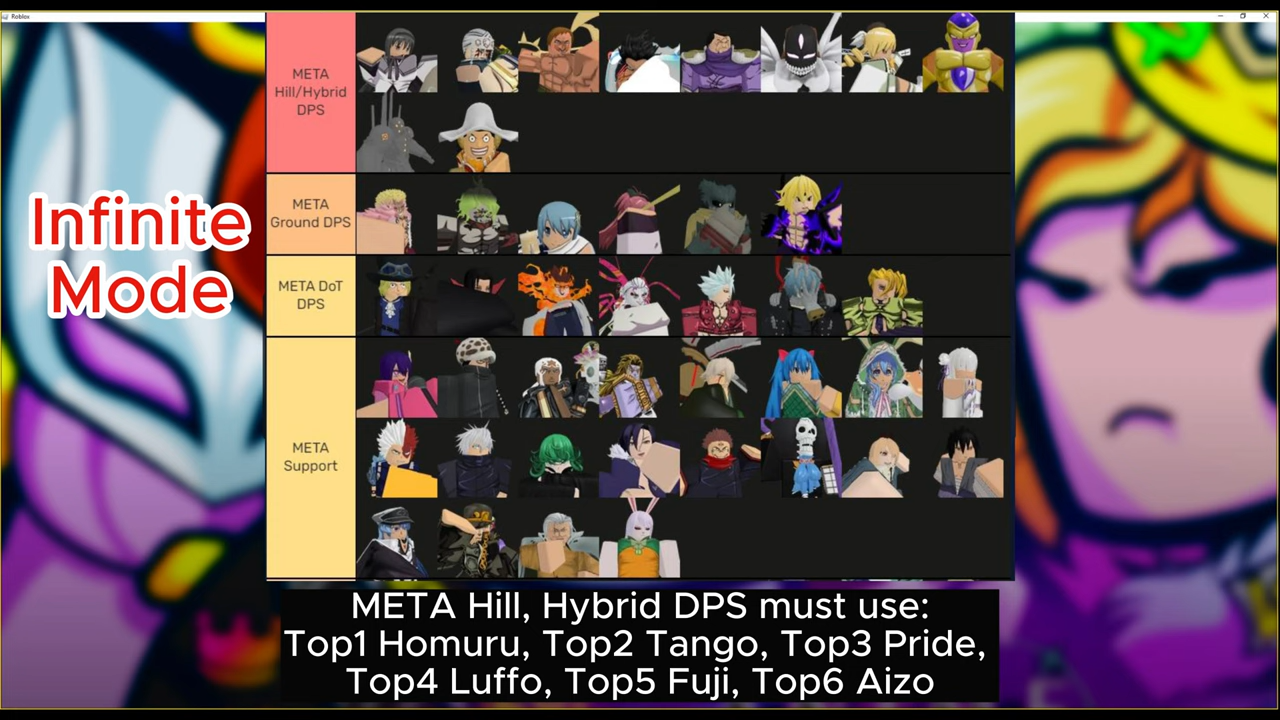 Roblox
META
Hill/Hybrid
DPS
META
Ground DPS
META DoT
DPS
META
Support
Infinite
Mode
META Hill, Hybrid DPS must use:
Top1 Homuru, Top2 Tango, Top3 Pride,
Top4 Luffo, Top5 Fuji, Top6 Aizo